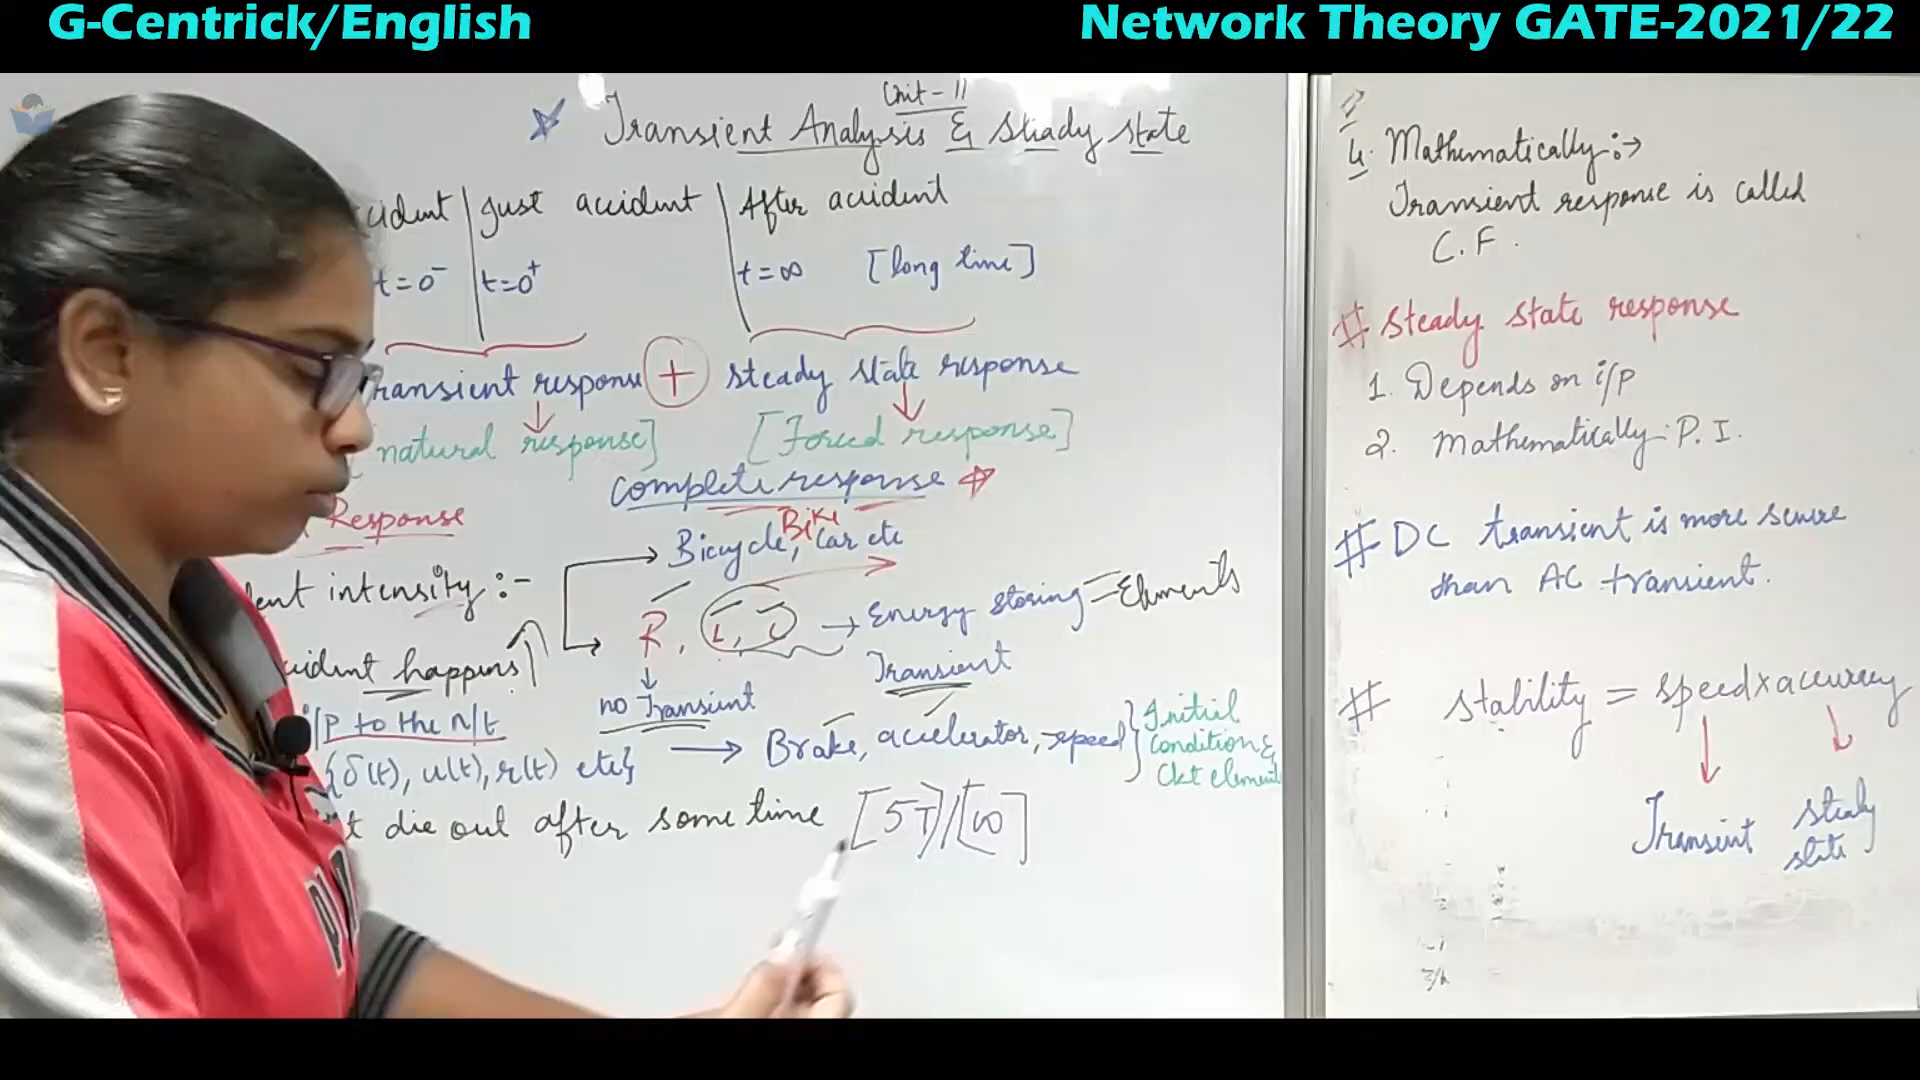 G-Centrick/English
Network Theory GATE-2021/22
Unit - II
Transient Analysis & Steady state
cident | Just accident | After accident
t=0⁻ | t=0⁺ | t=∞ [long time]
ransient response + steady state response
natural response] [Forced response]
complete response
Response
Bicycle, Bike Car etc
ent intensity :-
R, L, C → Energy storing Elements
cident happens
no Transient
Transient
i/p to the n/t
{δ(t), u(t), r(t) etc} → Brake, accelerator, speed } Initial Condition & Ckt element
t die out after some time [5T]/[∞]
4. Mathematically :→
Transient response is called
C.F.
# Steady state response
1. Depends on i/p
2. Mathematically: P.I.
# DC transient is more severe
than AC transient.
# stability = speed x accuracy
Transient
steady
state